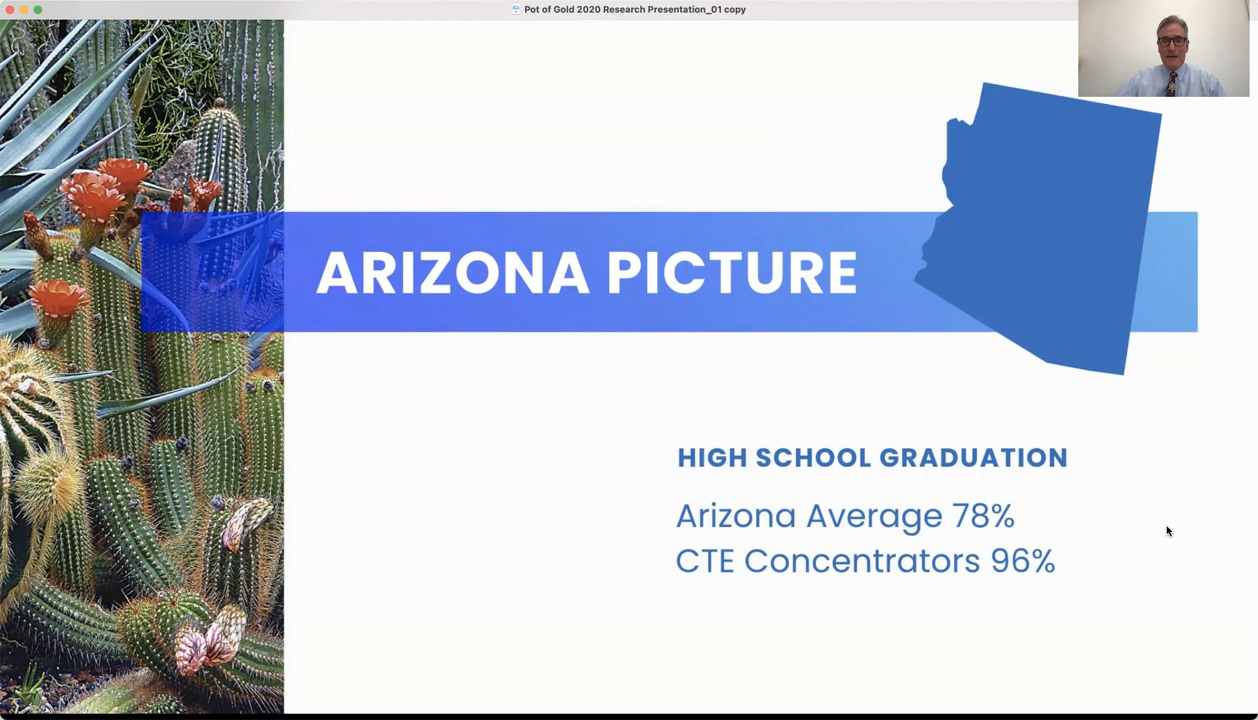 Pot of Gold 2020 Research Presentation_01 copy
ARIZONA PICTURE
HIGH SCHOOL GRADUATION
Arizona Average 78%
CTE Concentrators 96%